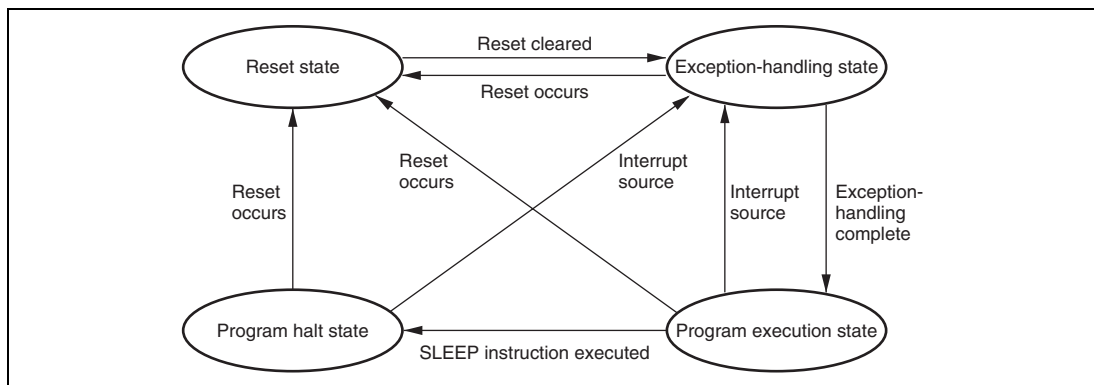 Reset cleared
Reset state
Exception-handling state
Reset occurs
Reset
occurs
Interrupt
source
Reset
occurs
Interrupt
source
Exception-
handling
complete
Program halt state
Program execution state
SLEEP instruction executed